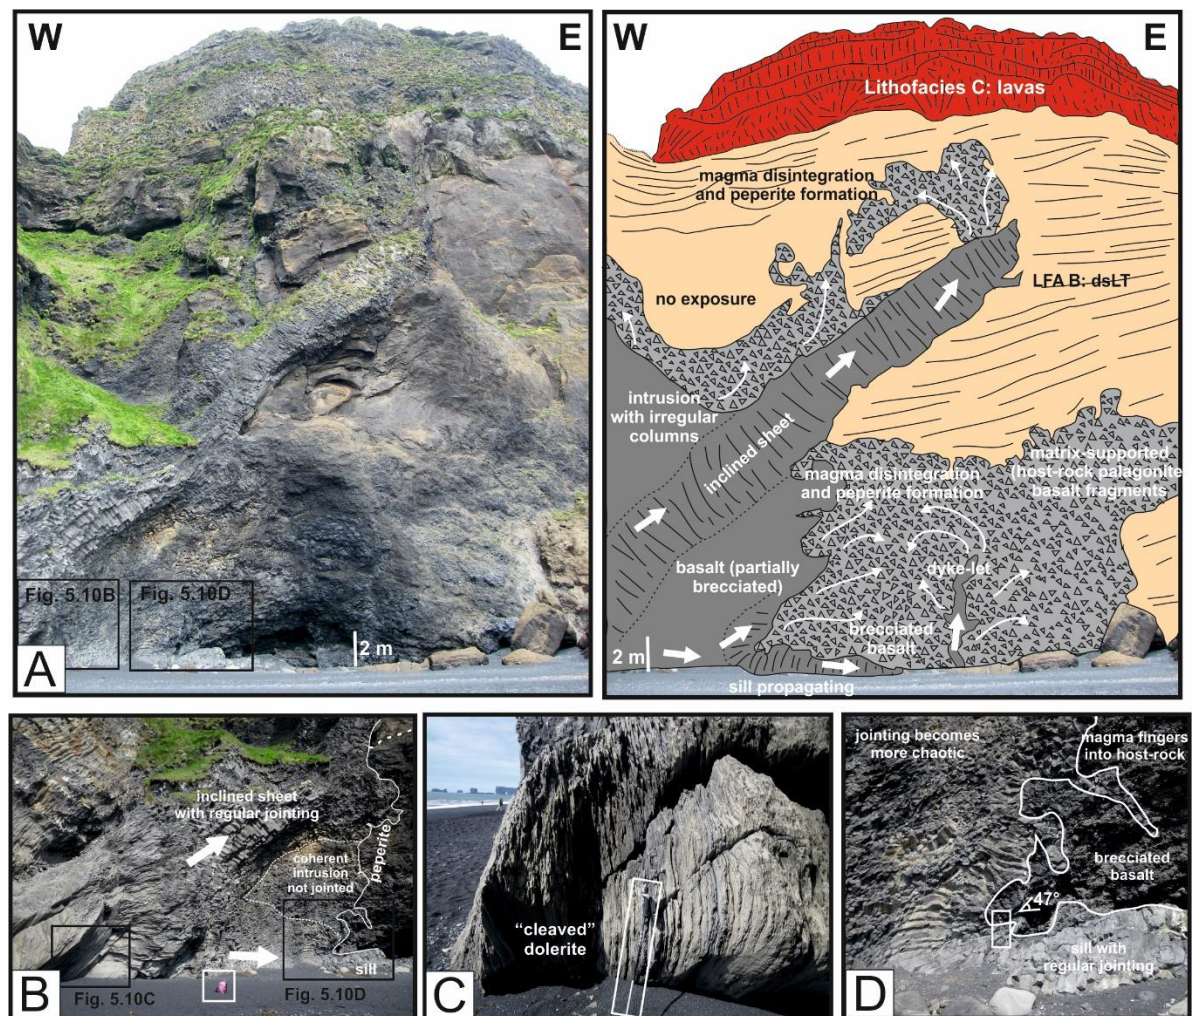 W
E
Fig. 5.10B
Fig. 5.10D
2 m
A
W
E
Lithofacies C: lavas
magma disintegration
and peperite formation
no exposure
LFA B: dsLT
intrusion
with irregular
columns
inclined sheet
magma disintegration
and peperite formation
matrix-supported
(host-rock palagonite
basalt fragments
basalt (partially
brecciated)
dyke-let
brecciated
basalt
2 m
sill propagating
inclined sheet
with regular jointing
coherent
intrusion
not jointed
peperite
sill
B
Fig. 5.10C
Fig. 5.10D
"cleaved"
dolerite
C
jointing becomes
more chaotic
magma fingers
into host-rock
brecciated
basalt
47°
sill with
regular jointing
D